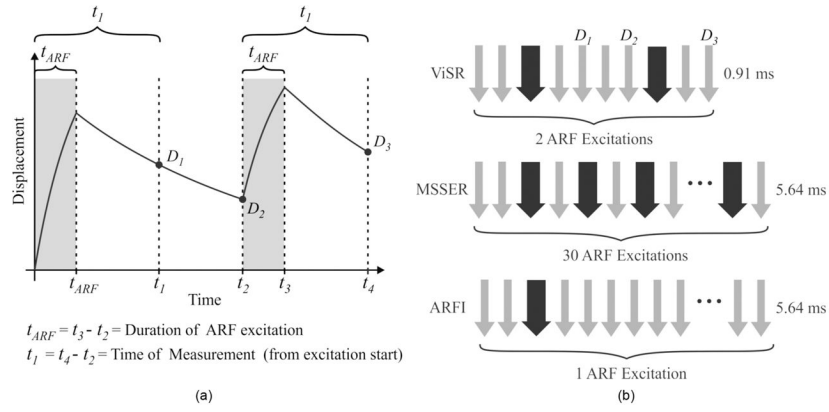 t1
t1
tARF
tARF
Displacement
D1
D2
D3
tARF
t1
t2
t3
t4
Time
tARF = t3 - t2 = Duration of ARF excitation
t1 = t4 - t2 = Time of Measurement (from excitation start)
(a)
D1 D2 D3
ViSR
0.91 ms
2 ARF Excitations
MSSER
...
5.64 ms
30 ARF Excitations
ARFI
...
5.64 ms
1 ARF Excitation
(b)